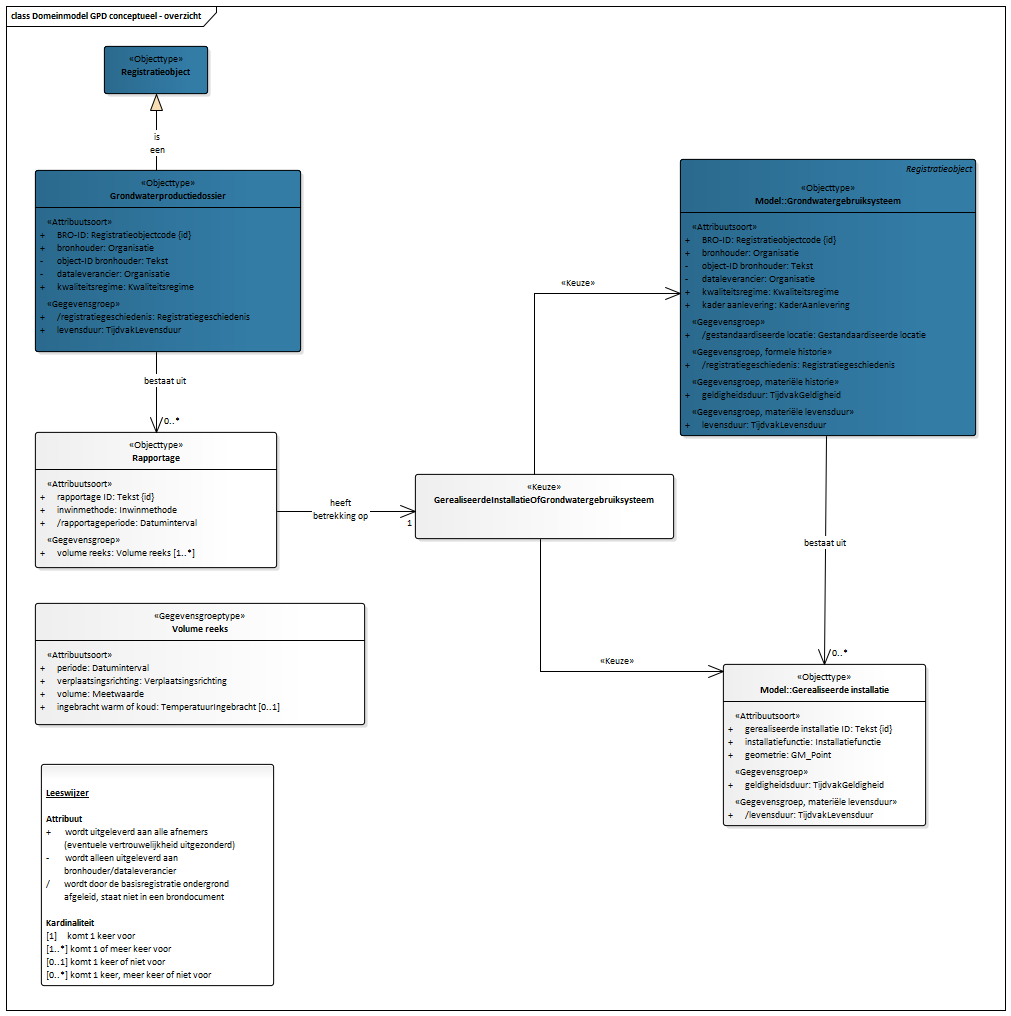 class Domeinmodel GPD conceptueel - overzicht
«Objecttype»
Registratieobject
is
een
«Objecttype»
Grondwaterproductiedossier
«Attribuutsoort»
+ BRO-ID: Registratieobjectcode {id}
+ bronhouder: Organisatie
- object-ID bronhouder: Tekst
- dataleverancier: Organisatie
+ kwaliteitsregime: Kwaliteitsregime
«Gegevensgroep»
+ /registratiegeschiedenis: Registratiegeschiedenis
+ levensduur: TijdvakLevensduur
bestaat uit
0..*
«Objecttype»
Rapportage
«Attribuutsoort»
+ rapportage ID: Tekst {id}
+ inwinmethode: Inwinmethode
+ /rapportageperiode: Datuminterval
«Gegevensgroep»
+ volume reeks: Volume reeks [1..*]
heeft
betrekking op
1
«Keuze»
GerealiseerdeInstallatieOfGrondwatergebruiksysteem
«Keuze»
«Keuze»
Registratieobject
«Objecttype»
Model::Grondwatergebruiksysteem
«Attribuutsoort»
+ BRO-ID: Registratieobjectcode {id}
+ bronhouder: Organisatie
- object-ID bronhouder: Tekst
- dataleverancier: Organisatie
+ kwaliteitsregime: Kwaliteitsregime
+ kader aanlevering: KaderAanlevering
«Gegevensgroep»
+ /gestandaardiseerde locatie: Gestandaardiseerde locatie
«Gegevensgroep, formele historie»
+ /registratiegeschiedenis: Registratiegeschiedenis
«Gegevensgroep, materiële historie»
+ geldigheidsduur: TijdvakGeldigheid
«Gegevensgroep, materiële levensduur»
+ levensduur: TijdvakLevensduur
bestaat uit
0..*
«Objecttype»
Model::Gerealiseerde installatie
«Attribuutsoort»
+ gerealiseerde installatie ID: Tekst {id}
+ installatiefunctie: Installatiefunctie
+ geometrie: GM_Point
«Gegevensgroep»
+ geldigheidsduur: TijdvakGeldigheid
«Gegevensgroep, materiële levensduur»
+ /levensduur: TijdvakLevensduur
«Gegevensgroeptype»
Volume reeks
«Attribuutsoort»
+ periode: Datuminterval
+ verplaatsingsrichting: Verplaatsingsrichting
+ volume: Meetwaarde
+ ingebracht warm of koud: TemperatuurIngebracht [0..1]
Leeswijzer
Attribuut
+ wordt uitgeleverd aan alle afnemers
(eventuele vertrouwelijkheid uitgezonderd)
- wordt alleen uitgeleverd aan
bronhouder/dataleverancier
/ wordt door de basisregistratie ondergrond
afgeleid, staat niet in een brondocument
Kardinaliteit
[1] komt 1 keer voor
[1..*] komt 1 of meer keer voor
[0..1] komt 1 keer of niet voor
[0..*] komt 1 keer, meer keer of niet voor